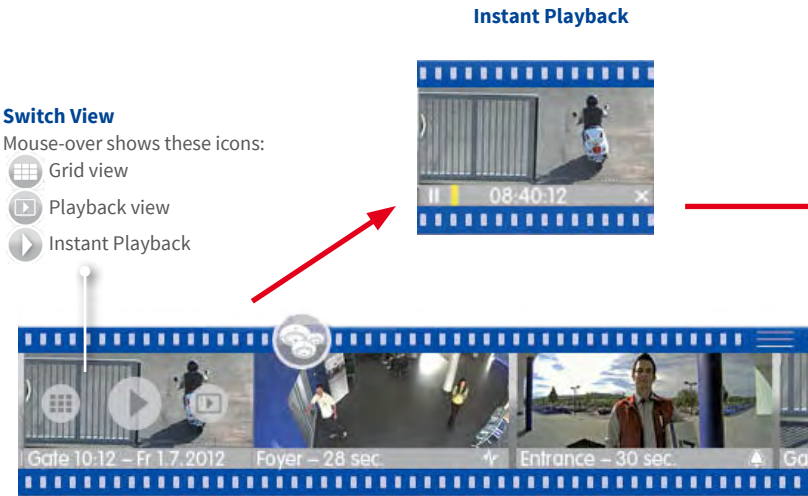 Instant Playback
Switch View
Mouse-over shows these icons:
Grid view
Playback view
Instant Playback
08:40:12
Gate 10:12 – Fr 1.7.2012
Foyer – 28 sec.
Entrance – 30 sec.
Ga